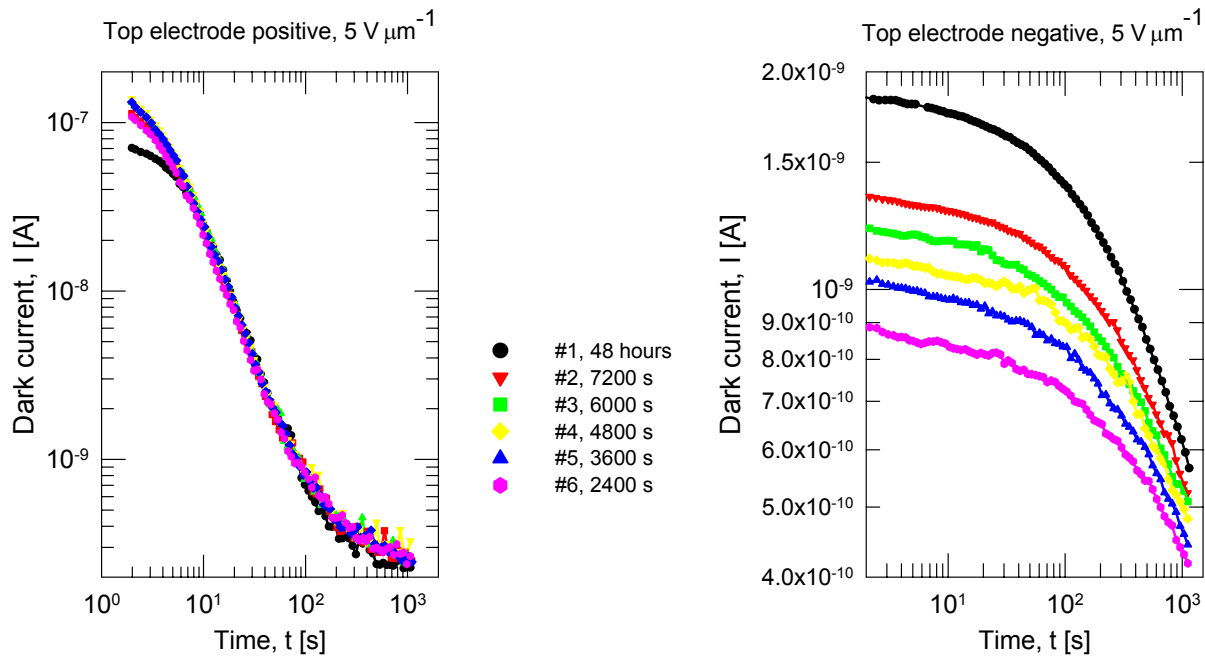 Top electrode positive, 5 V μm⁻¹
10⁻⁷
10⁻⁸
10⁻⁹
Dark current, I [A]
10⁰ 10¹ 10² 10³
Time, t [s]
#1, 48 hours
#2, 7200 s
#3, 6000 s
#4, 4800 s
#5, 3600 s
#6, 2400 s
Top electrode negative, 5 V μm⁻¹
2.0x10⁻⁹
1.5x10⁻⁹
10⁻⁹
9.0x10⁻¹⁰
8.0x10⁻¹⁰
7.0x10⁻¹⁰
6.0x10⁻¹⁰
5.0x10⁻¹⁰
4.0x10⁻¹⁰
Dark current, I [A]
10¹ 10² 10³
Time, t [s]